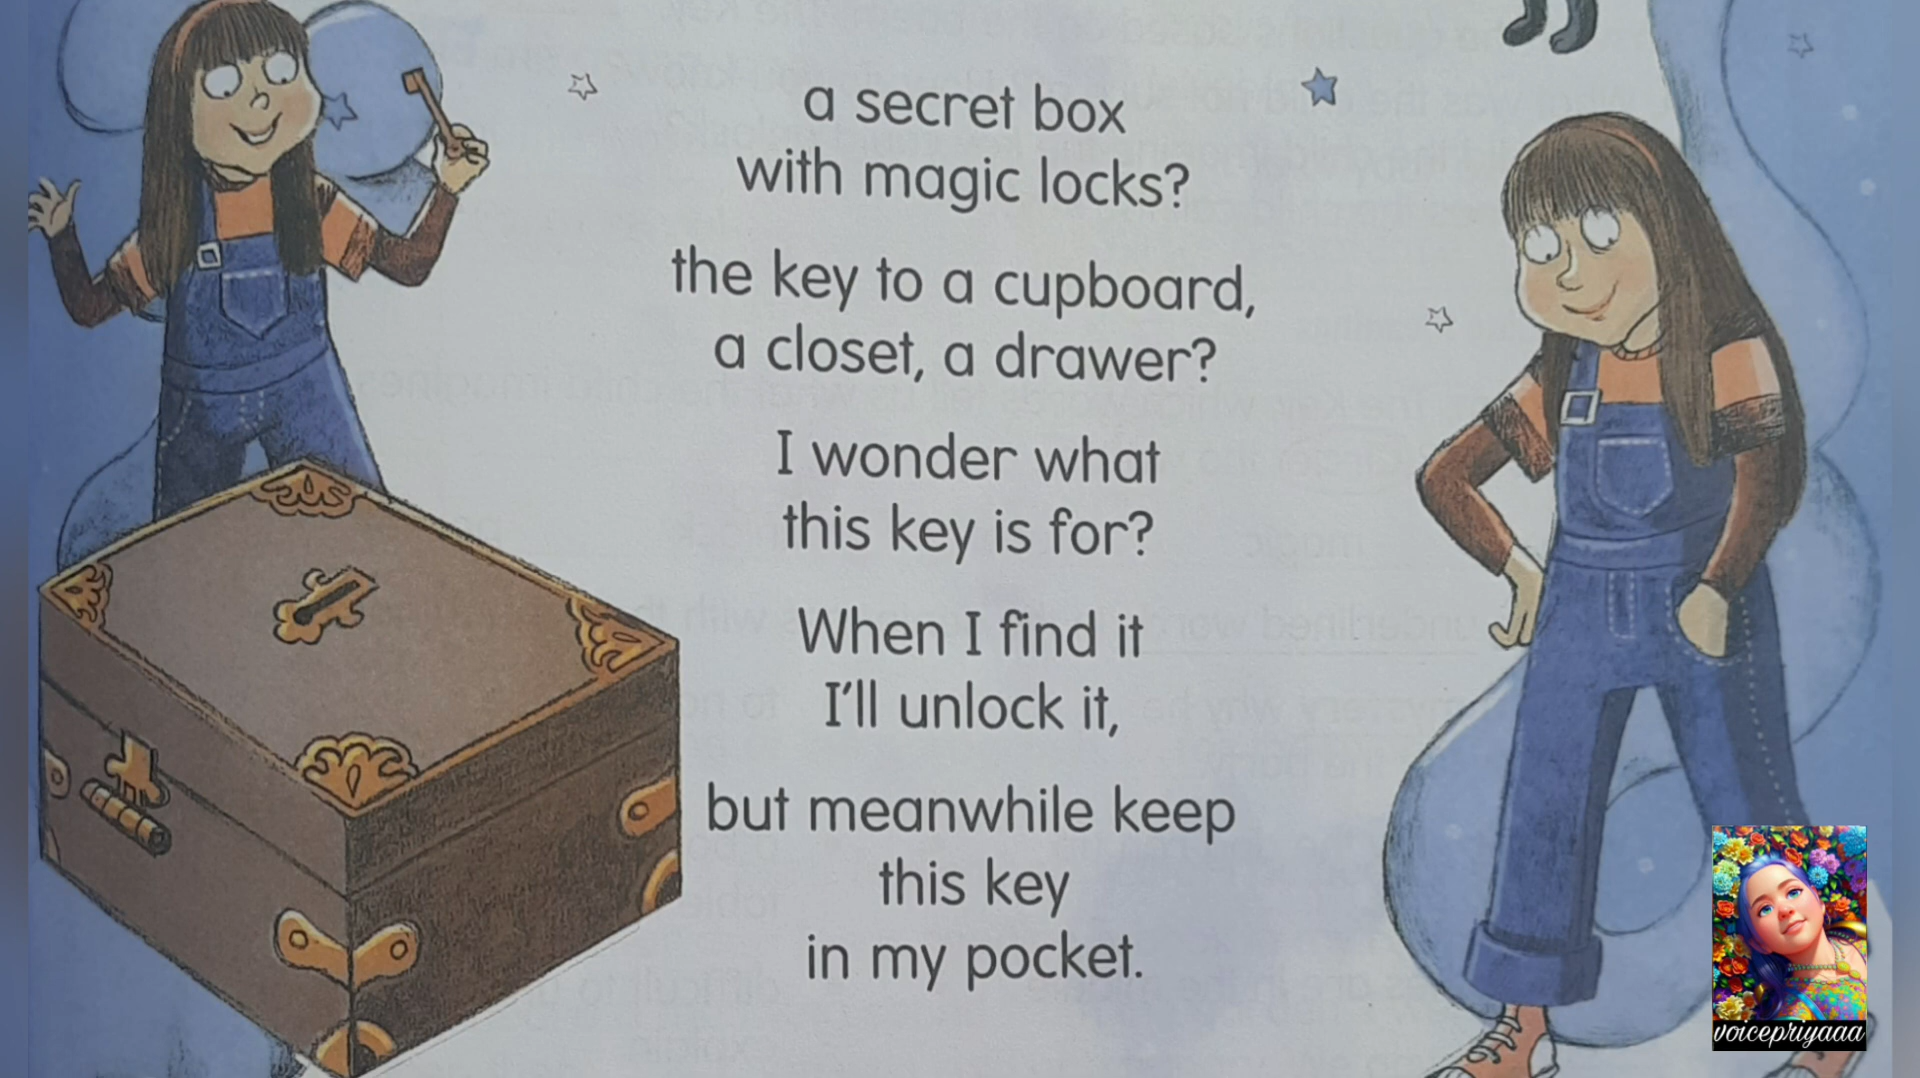 a secret box
with magic locks?
the key to a cupboard,
a closet, a drawer?
I wonder what
this key is for?
When I find it
I'll unlock it,
but meanwhile keep
this key
in my pocket.
voicepriyaaa